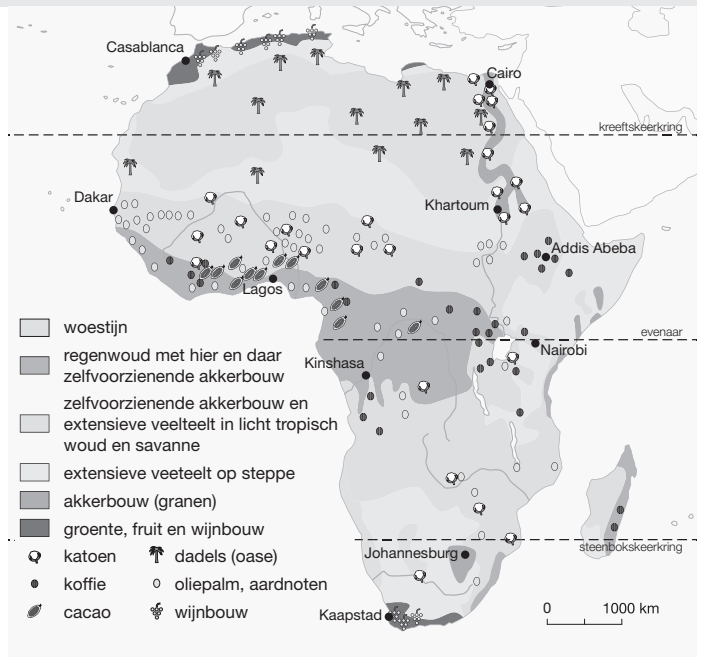 Casablanca
Cairo
kreeftskeerkring
Dakar
Khartoum
Addis Abeba
Lagos
woestijn
evenaar
regenwoud met hier en daar
zelfvoorzienende akkerbouw
Kinshasa
Nairobi
zelfvoorzienende akkerbouw en
extensieve veelteelt in licht tropisch
woud en savanne
extensieve veeteelt op steppe
akkerbouw (granen)
groente, fruit en wijnbouw
steenbokskeerkring
katoen
dadels (oase)
Johannesburg
koffie
oliepalm, aardnoten
cacao
wijnbouw
Kaapstad
0 1000 km